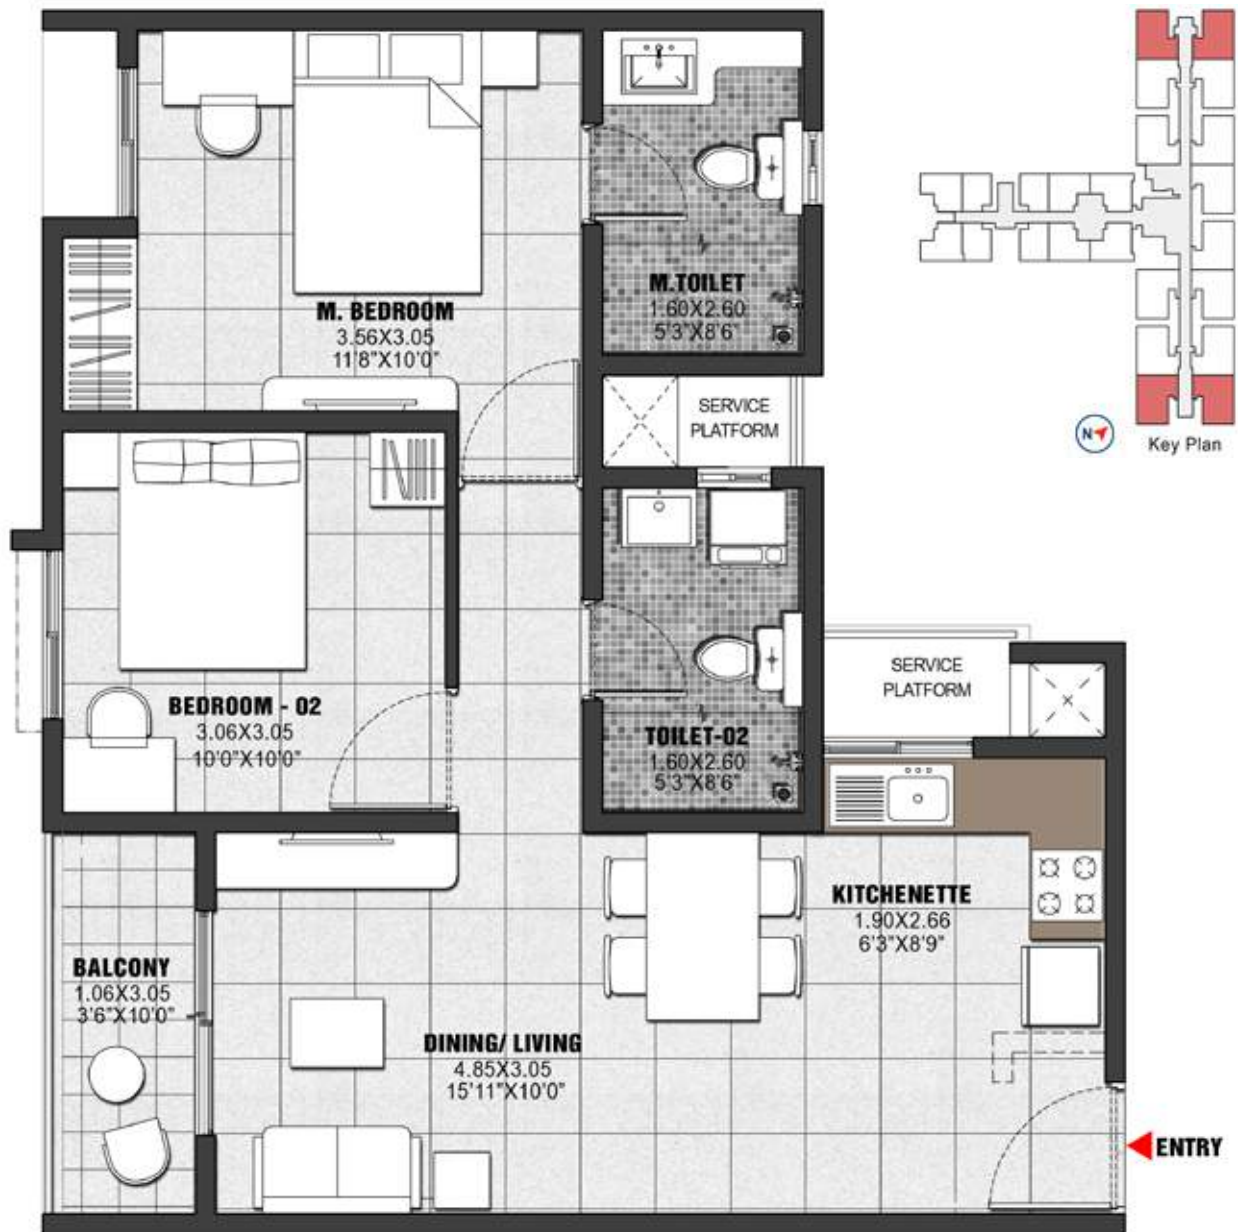 M. BEDROOM
3.56X3.05
11'8"X10'0"
M.TOILET
1.60X2.60
5'3"X8'6"
SERVICE
PLATFORM
N
Key Plan
BEDROOM - 02
3.06X3.05
10'0"X10'0"
TOILET-02
1.60X2.60
5'3"X8'6"
SERVICE
PLATFORM
KITCHENETTE
1.90X2.66
6'3"X8'9"
BALCONY
1.06X3.05
3'6"X10'0"
DINING/ LIVING
4.85X3.05
15'11"X10'0"
ENTRY